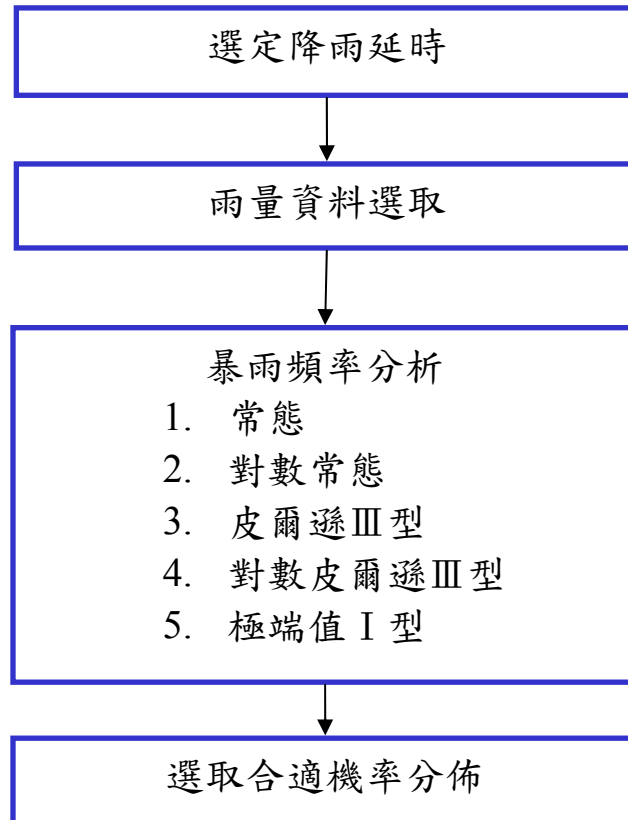 選定降雨延時
雨量資料選取
暴雨頻率分析
1. 常態
2. 對數常態
3. 皮爾遜Ⅲ型
4. 對數皮爾遜Ⅲ型
5. 極端值Ⅰ型
選取合適機率分佈